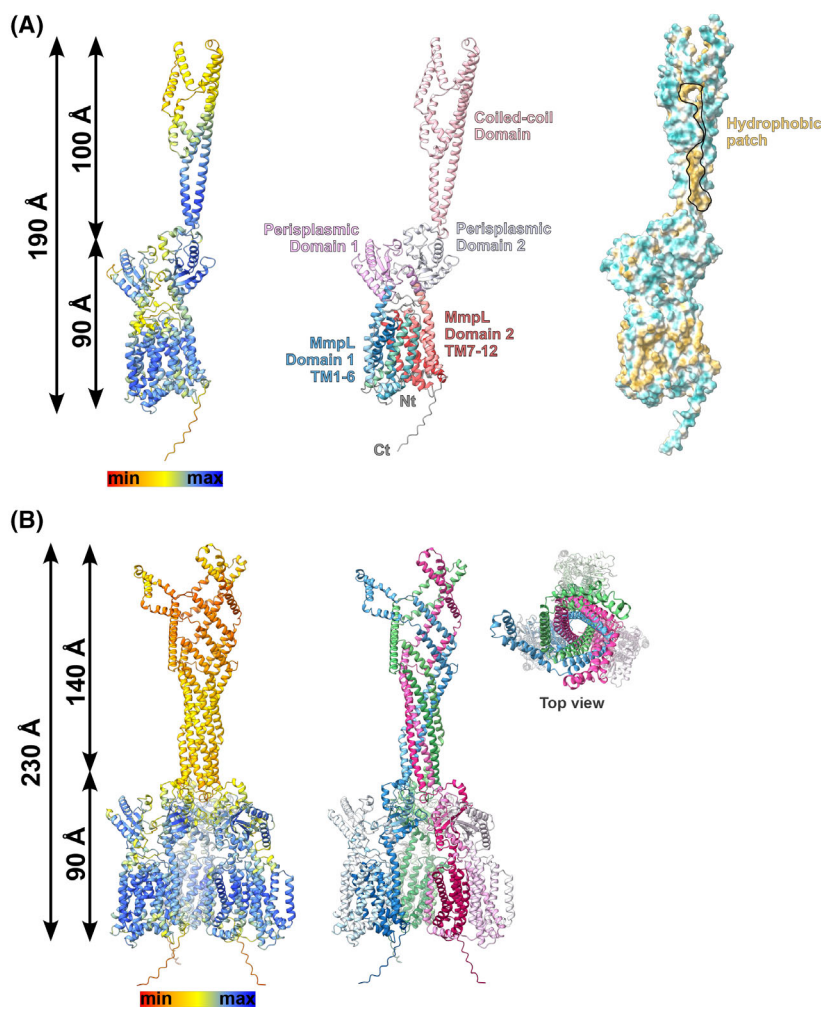 (A)
190 Å
100 Å
90 Å
Coiled-coil
Domain
Perisplasmic
Domain 1
Perisplasmic
Domain 2
MmpL
Domain 1
TM1-6
MmpL
Domain 2
TM7-12
Nt
Ct
Hydrophobic
patch
min max
(B)
230 Å
140 Å
90 Å
Top view
min max